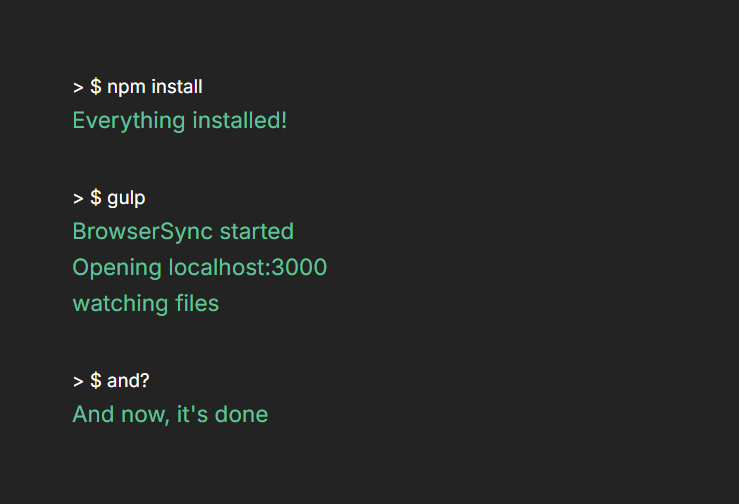 > $ npm install
Everything installed!
> $ gulp
BrowserSync started
Opening localhost:3000
watching files
> $ and?
And now, it's done